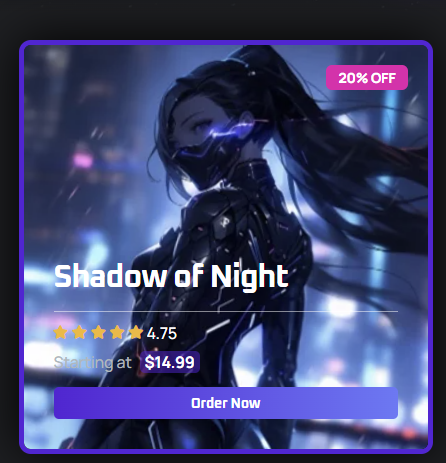 20% OFF
Shadow of Night
4.75
Starting at $14.99
Order Now